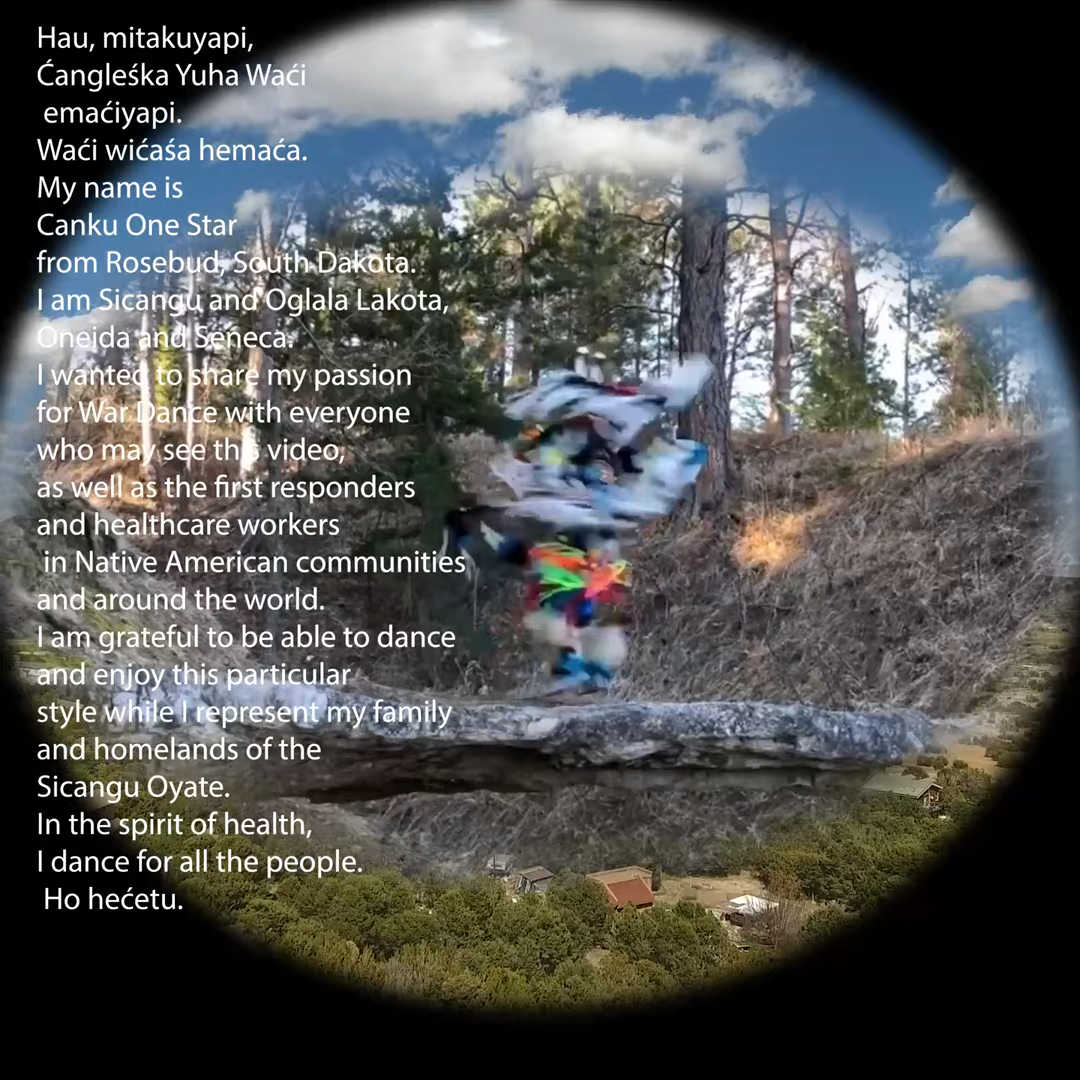 Hau, mitakuyapi,
Ćangleśka Yuha Waći
emaćiyapi.
Waći wićaśa hemaća.
My name is
Canku One Star
from Rosebud, South Dakota.
I am Sicangu and Oglala Lakota,
Oneida and Seneca.
I wanted to share my passion
for War Dance with everyone
who may see this video,
as well as the first responders
and healthcare workers
in Native American communities
and around the world.
I am grateful to be able to dance
and enjoy this particular
style while I represent my family
and homelands of the
Sicangu Oyate.
In the spirit of health,
I dance for all the people.
Ho hećetu.